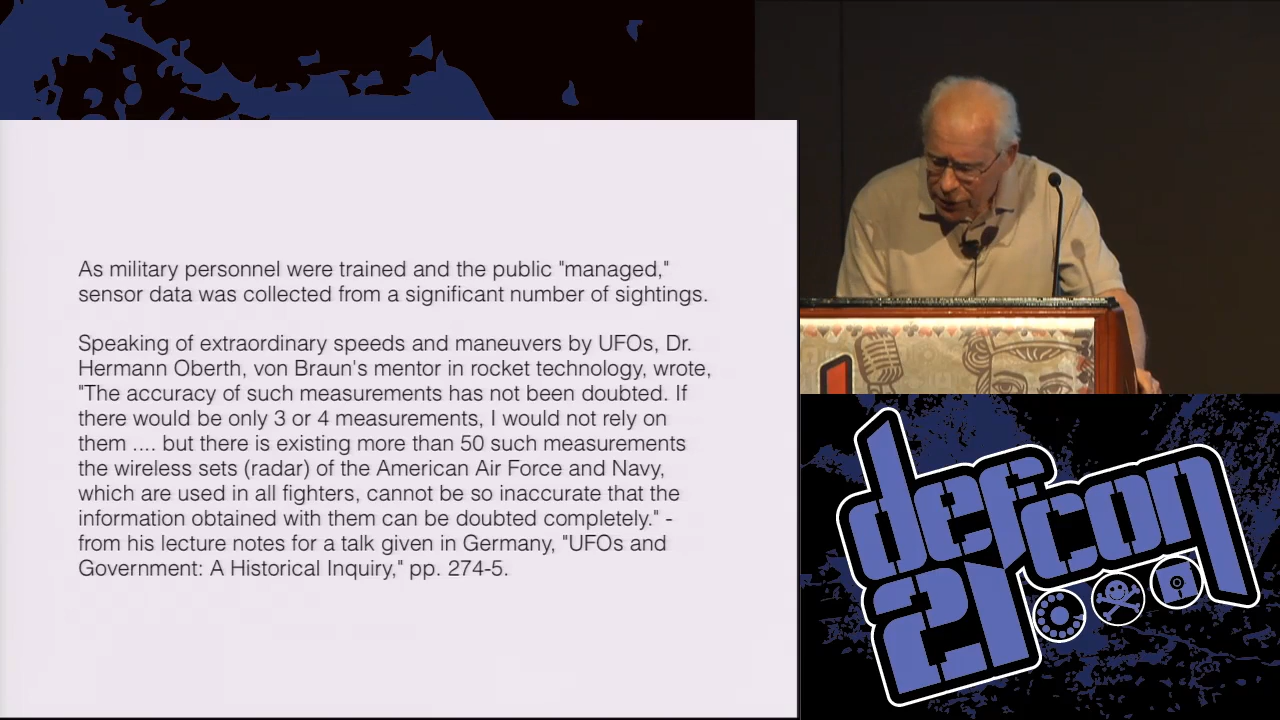 As military personnel were trained and the public "managed,"
sensor data was collected from a significant number of sightings.
Speaking of extraordinary speeds and maneuvers by UFOs, Dr.
Hermann Oberth, von Braun's mentor in rocket technology, wrote,
"The accuracy of such measurements has not been doubted. If
there would be only 3 or 4 measurements, I would not rely on
them .... but there is existing more than 50 such measurements
the wireless sets (radar) of the American Air Force and Navy,
which are used in all fighters, cannot be so inaccurate that the
information obtained with them can be doubted completely." -
from his lecture notes for a talk given in Germany, "UFOs and
Government: A Historical Inquiry," pp. 274-5.
defcon
21